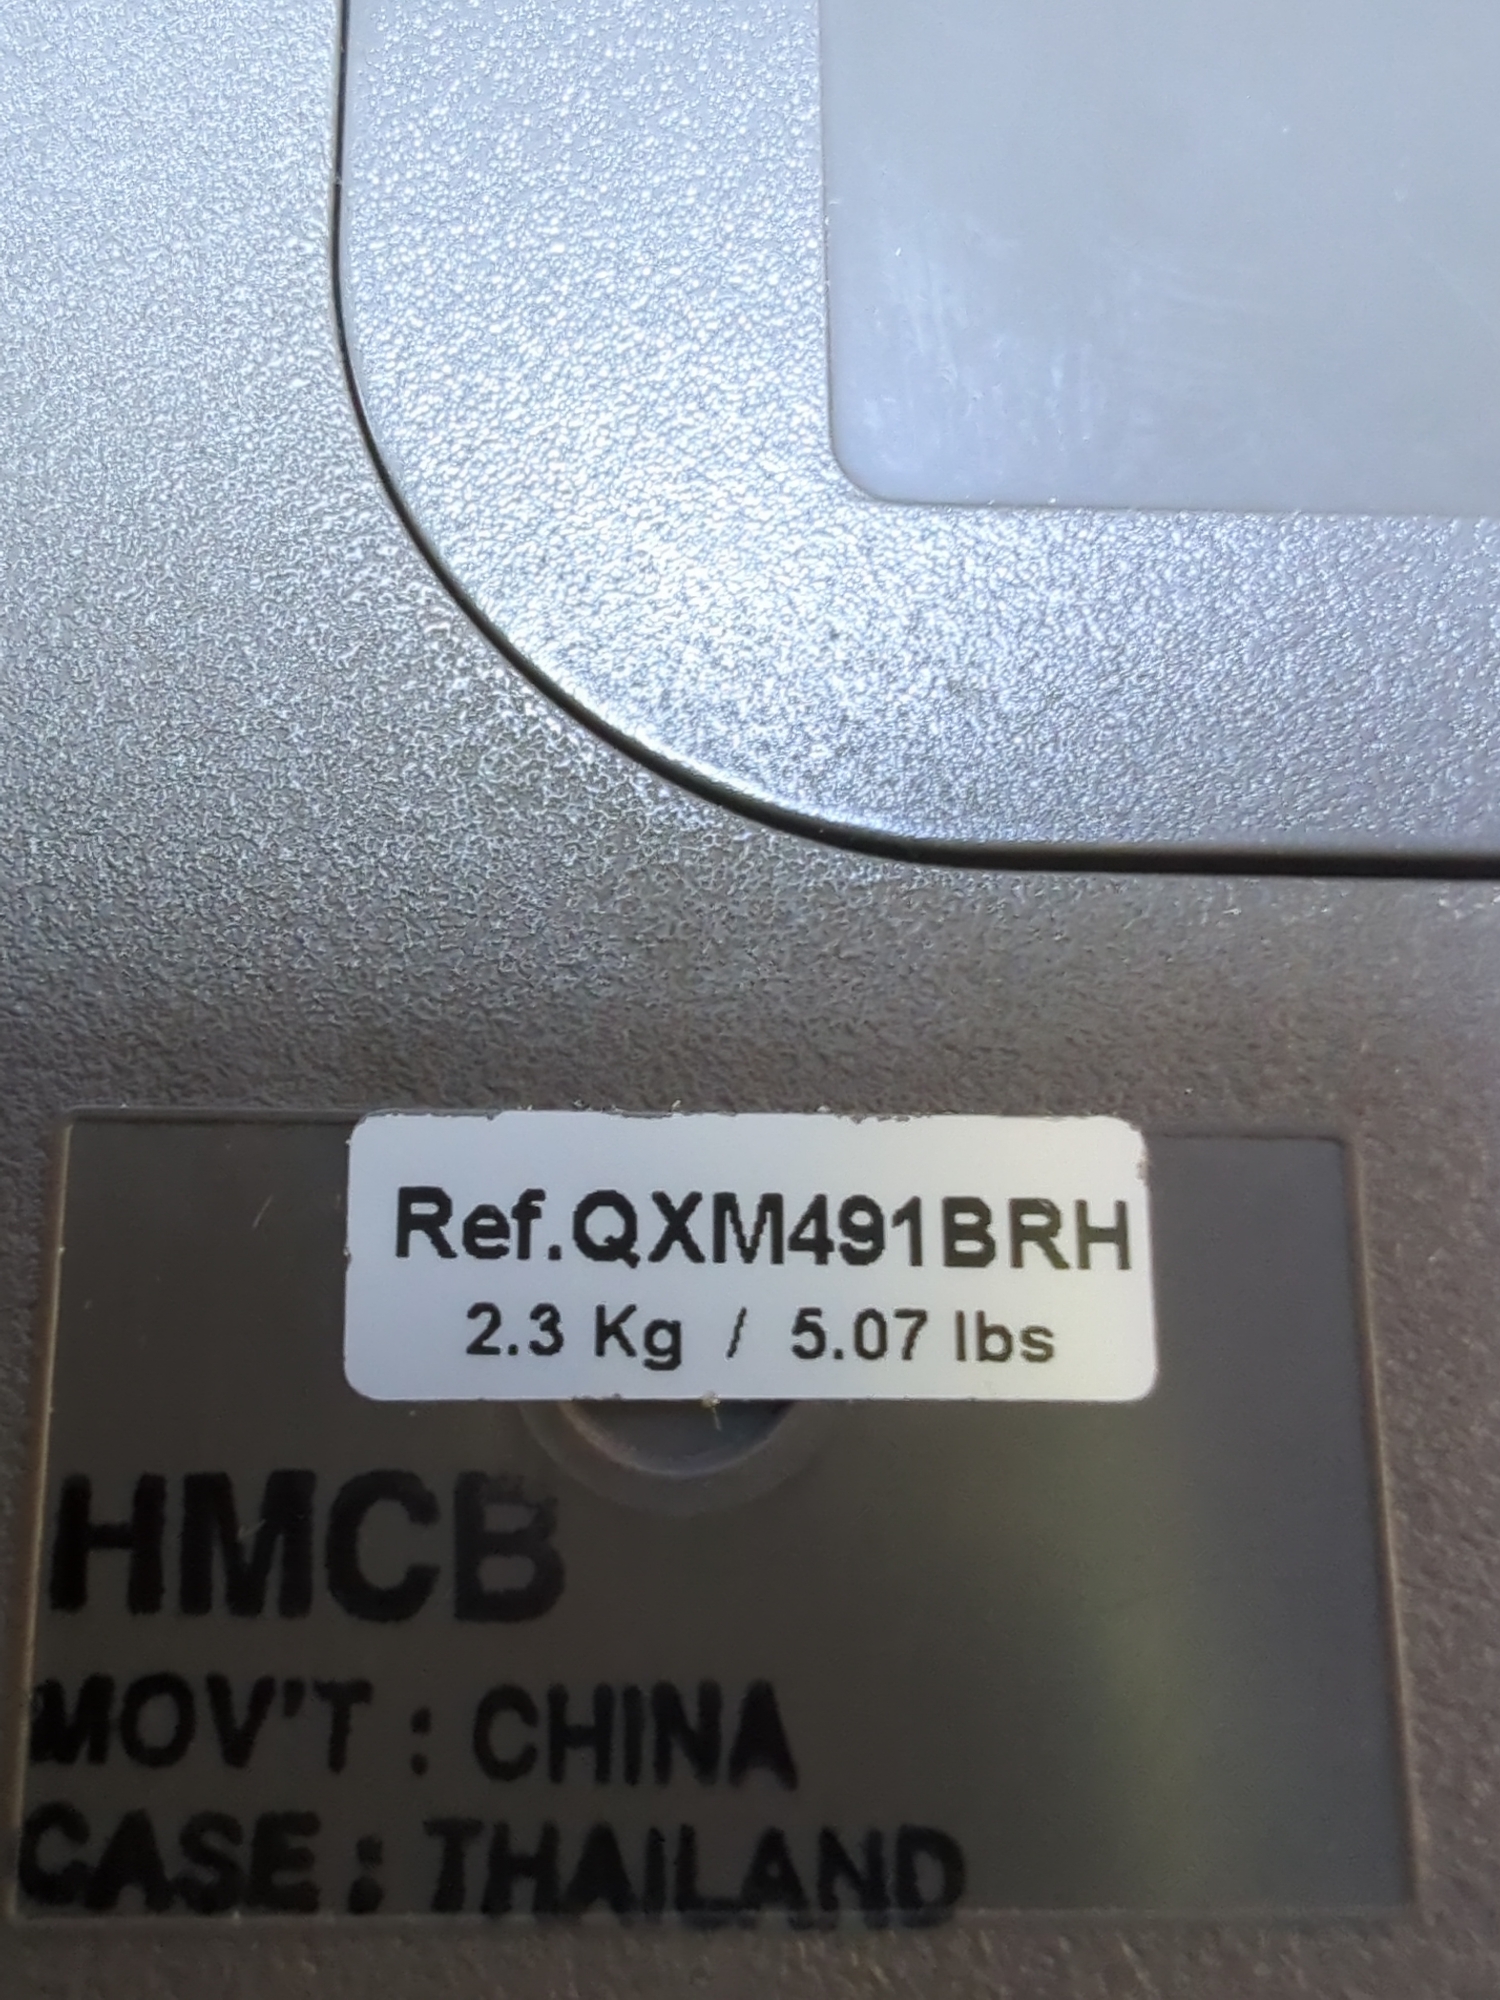 Ref.QXM491BRH
2.3 Kg / 5.07 lbs
HMCB
MOV'T : CHINA
CASE : THAILAND